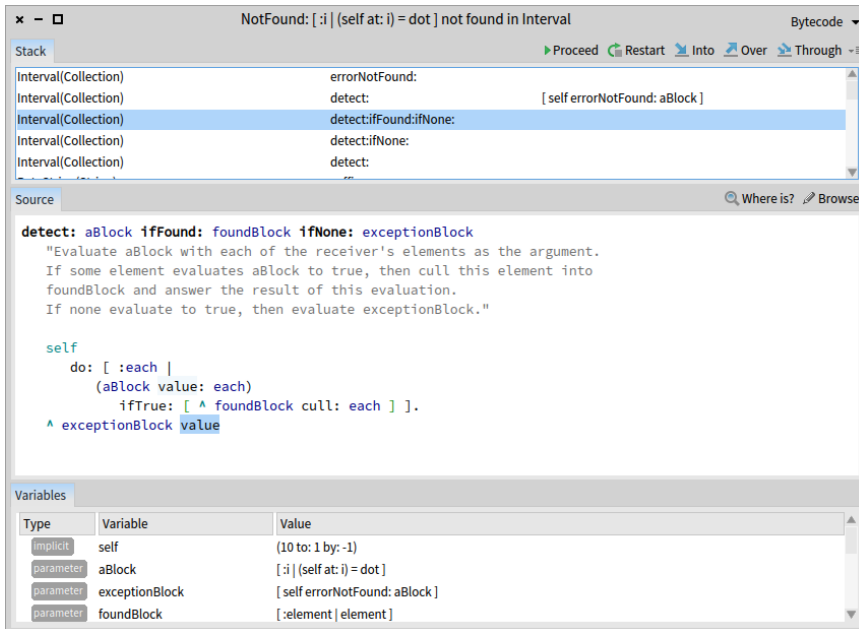 NotFound: [ :i | (self at: i) = dot ] not found in Interval
Bytecode
Stack
Proceed Restart Into Over Through
Interval(Collection) errorNotFound:
Interval(Collection) detect: [ self errorNotFound: aBlock ]
Interval(Collection) detect:ifFound:ifNone:
Interval(Collection) detect:ifNone:
Interval(Collection) detect:
Source
Where is? Browse
detect: aBlock ifFound: foundBlock ifNone: exceptionBlock
"Evaluate aBlock with each of the receiver's elements as the argument.
If some element evaluates aBlock to true, then cull this element into
foundBlock and answer the result of this evaluation.
If none evaluate to true, then evaluate exceptionBlock."
self
do: [ :each |
(aBlock value: each)
ifTrue: [ ^ foundBlock cull: each ] ].
^ exceptionBlock value
Variables
Type Variable Value
implicit self (10 to: 1 by: -1)
parameter aBlock [ :i | (self at: i) = dot ]
parameter exceptionBlock [ self errorNotFound: aBlock ]
parameter foundBlock [ :element | element ]